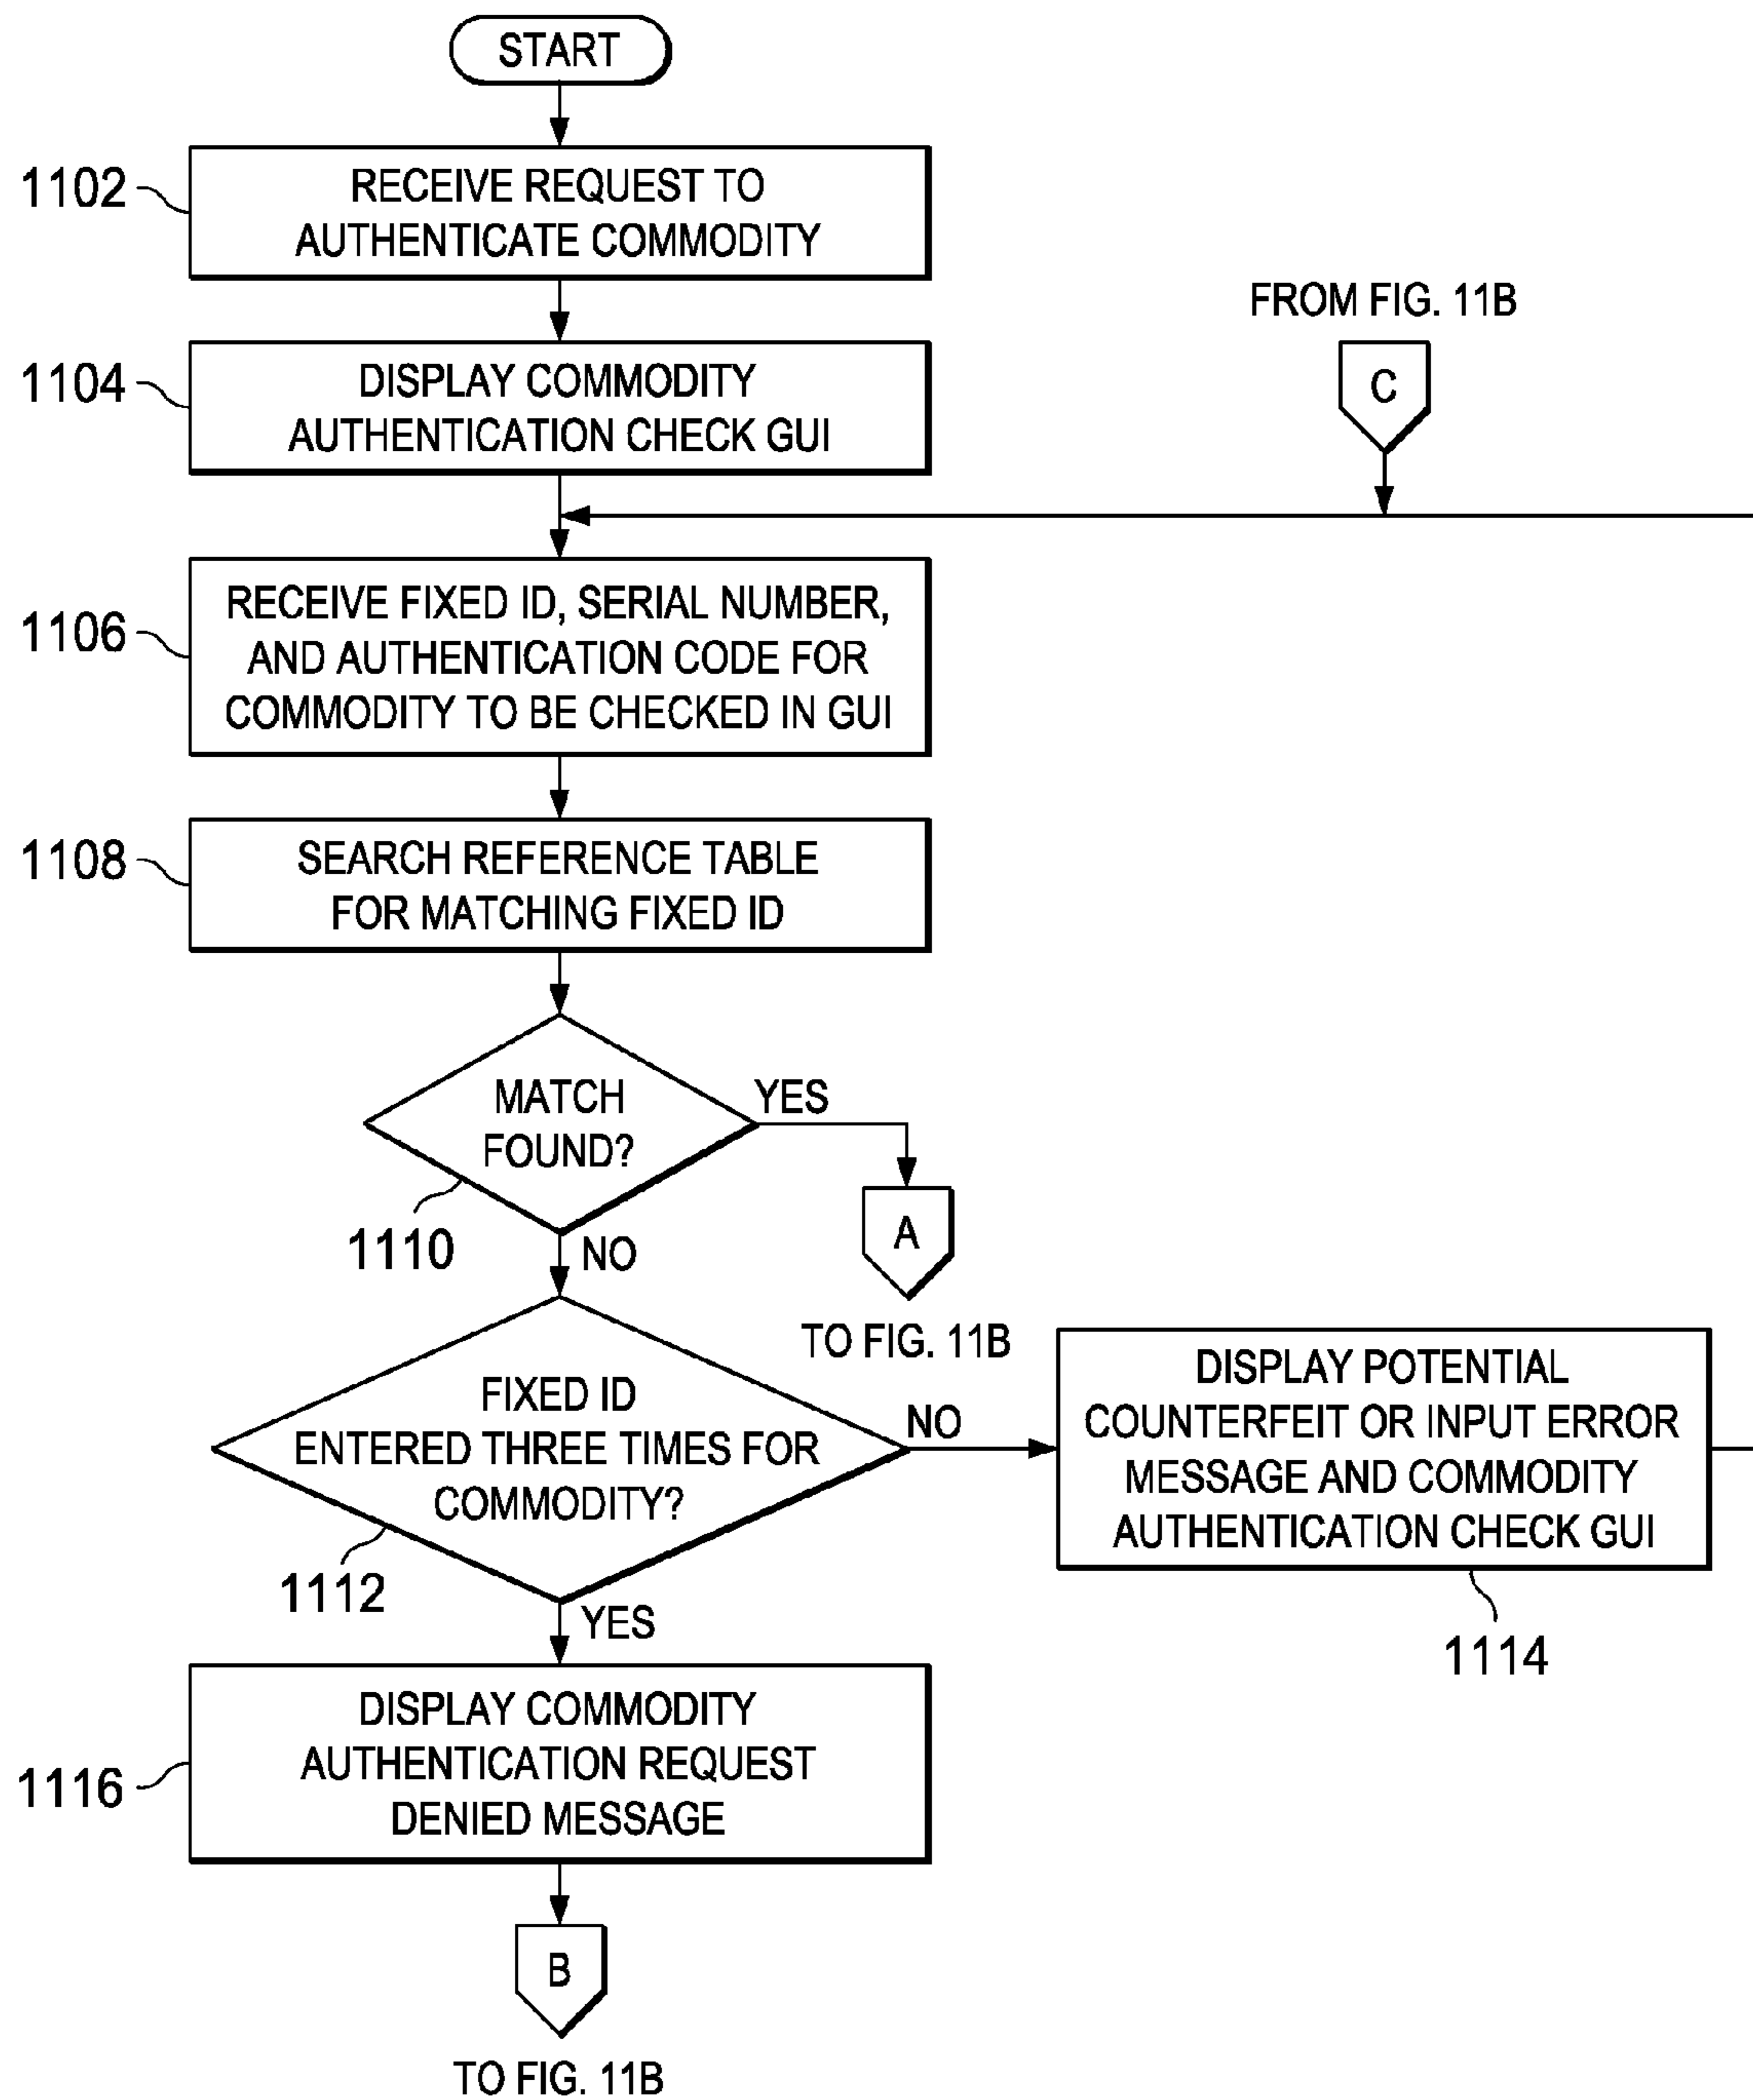 START
1102
RECEIVE REQUEST TO
AUTHENTICATE COMMODITY
FROM FIG. 11B
C
1104
DISPLAY COMMODITY
AUTHENTICATION CHECK GUI
1106
RECEIVE FIXED ID, SERIAL NUMBER,
AND AUTHENTICATION CODE FOR
COMMODITY TO BE CHECKED IN GUI
1108
SEARCH REFERENCE TABLE
FOR MATCHING FIXED ID
MATCH
FOUND?
YES
1110
NO
A
TO FIG. 11B
FIXED ID
ENTERED THREE TIMES FOR
COMMODITY?
NO
1112
YES
DISPLAY POTENTIAL
COUNTERFEIT OR INPUT ERROR
MESSAGE AND COMMODITY
AUTHENTICATION CHECK GUI
1114
1116
DISPLAY COMMODITY
AUTHENTICATION REQUEST
DENIED MESSAGE
B
TO FIG. 11B